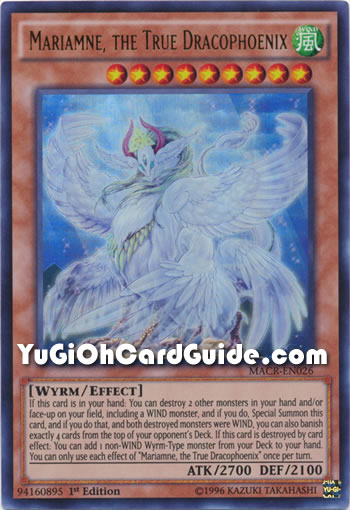 MARIAMNE, THE TRUE DRACOPHOENIX
風
YuGiOhCardGuide.com
MACR-EN026
[WYRM/EFFECT]
If this card is in your hand: You can destroy 2 other monsters in your hand and/or
face-up on your field, including a WIND monster, and if you do, Special Summon this
card, and if you do that, and both destroyed monsters were WIND, you can also banish
exactly 4 cards from the top of your opponent's Deck. If this card is destroyed by card
effect: You can add 1 non-WIND Wyrm-Type monster from your Deck to your hand.
You can only use each effect of "Mariamne, the True Dracophoenix" once per turn.
ATK/2700 DEF/2100
94160895 1st Edition ©1996 KAZUKI TAKAHASHI